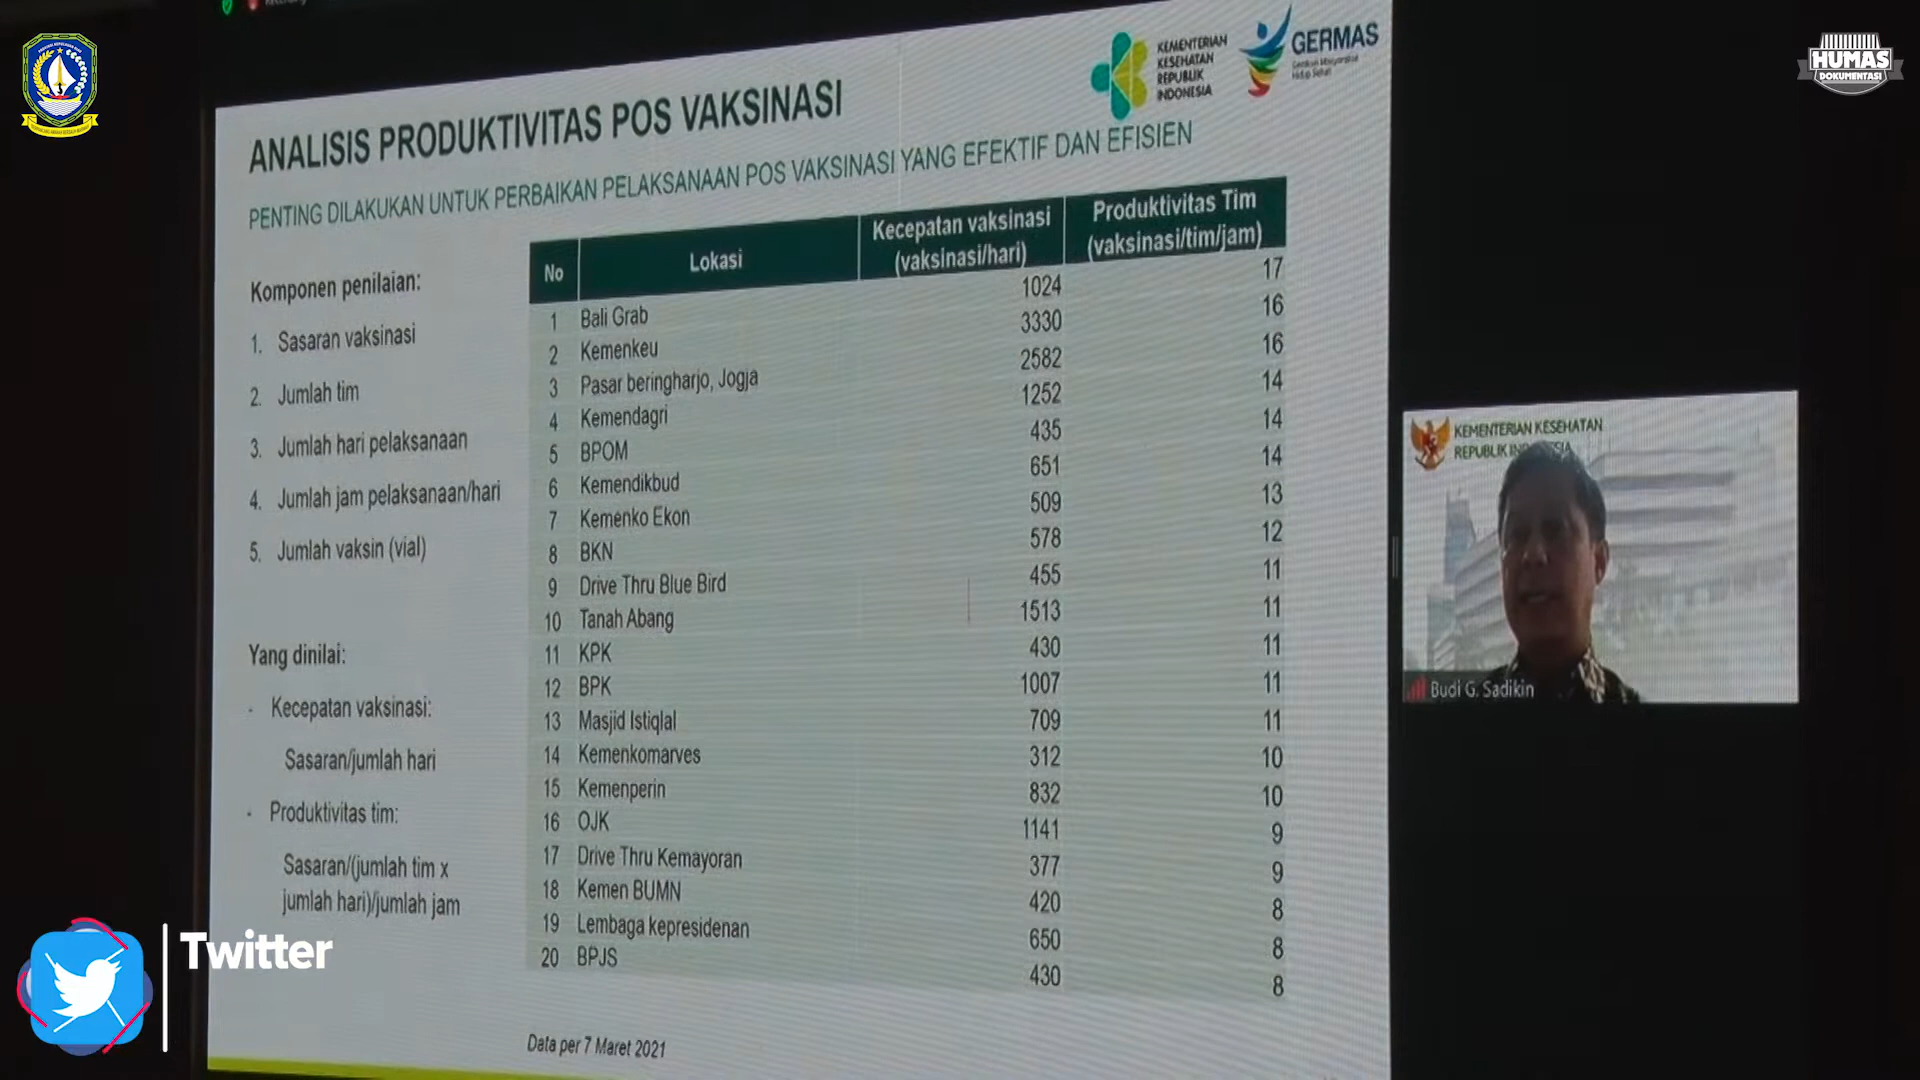 HUMAS
DOKUMENTASI
KEMENTERIAN
KESEHATAN
REPUBLIK
INDONESIA
GERMAS
Gerakan Masyarakat
Hidup Sehat
ANALISIS PRODUKTIVITAS POS VAKSINASI
PENTING DILAKUKAN UNTUK PERBAIKAN PELAKSANAAN POS VAKSINASI YANG EFEKTIF DAN EFISIEN
Komponen penilaian:
1. Sasaran vaksinasi
2. Jumlah tim
3. Jumlah hari pelaksanaan
4. Jumlah jam pelaksanaan/hari
5. Jumlah vaksin (vial)
Yang dinilai:
- Kecepatan vaksinasi:
Sasaran/jumlah hari
- Produktivitas tim:
Sasaran/(jumlah tim x
jumlah hari)/jumlah jam
No Lokasi Kecepatan vaksinasi (vaksinasi/hari) Produktivitas Tim (vaksinasi/tim/jam)
1 Bali Grab 1024 17
2 Kemenkeu 3330 16
3 Pasar beringharjo, Jogja 2582 16
4 Kemendagri 1252 14
5 BPOM 435 14
6 Kemendikbud 651 14
7 Kemenko Ekon 509 13
8 BKN 578 12
9 Drive Thru Blue Bird 455 11
10 Tanah Abang 1513 11
11 KPK 430 11
12 BPK 1007 11
13 Masjid Istiqlal 709 11
14 Kemenkomarves 312 10
15 Kemenperin 832 10
16 OJK 1141 9
17 Drive Thru Kemayoran 377 9
18 Kemen BUMN 420 8
19 Lembaga kepresidenan 650 8
20 BPJS 430 8
Data per 7 Maret 2021
KEMENTERIAN KESEHATAN
REPUBLIK INDONESIA
Budi G. Sadikin
Twitter